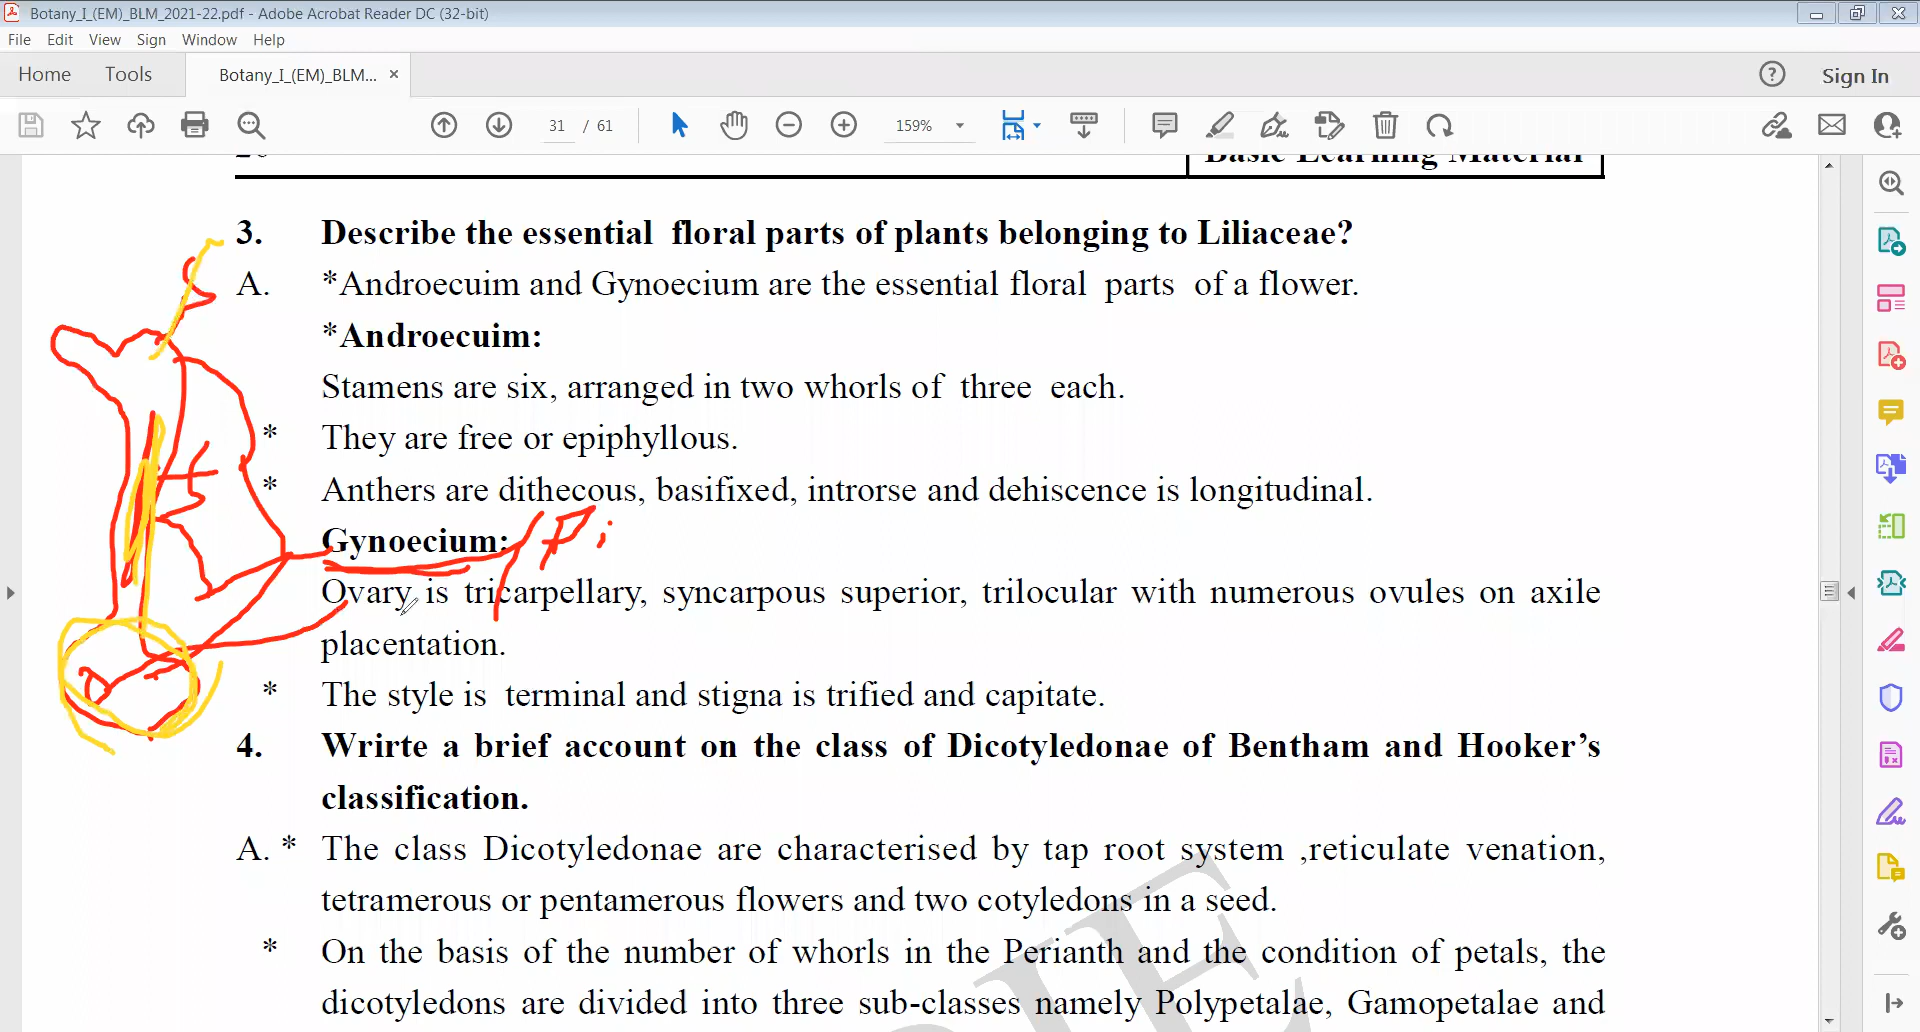 Botany_I_(EM)_BLM_2021-22.pdf - Adobe Acrobat Reader DC (32-bit)
File Edit View Sign Window Help
Home Tools Botany_I_(EM)_BLM... × Sign In
31 / 61 159%
Basic Learning Material
3. Describe the essential floral parts of plants belonging to Liliaceae?
A. *Androecuim and Gynoecium are the essential floral parts of a flower.
*Androecuim:
Stamens are six, arranged in two whorls of three each.
* They are free or epiphyllous.
* Anthers are dithecous, basifixed, introrse and dehiscence is longitudinal.
Gynoecium:
Ovary is tricarpellary, syncarpous superior, trilocular with numerous ovules on axile
placentation.
* The style is terminal and stigna is trified and capitate.
4. Wrirte a brief account on the class of Dicotyledonae of Bentham and Hooker's
classification.
A. * The class Dicotyledonae are characterised by tap root system ,reticulate venation,
tetramerous or pentamerous flowers and two cotyledons in a seed.
* On the basis of the number of whorls in the Perianth and the condition of petals, the
dicotyledons are divided into three sub-classes namely Polypetalae, Gamopetalae and